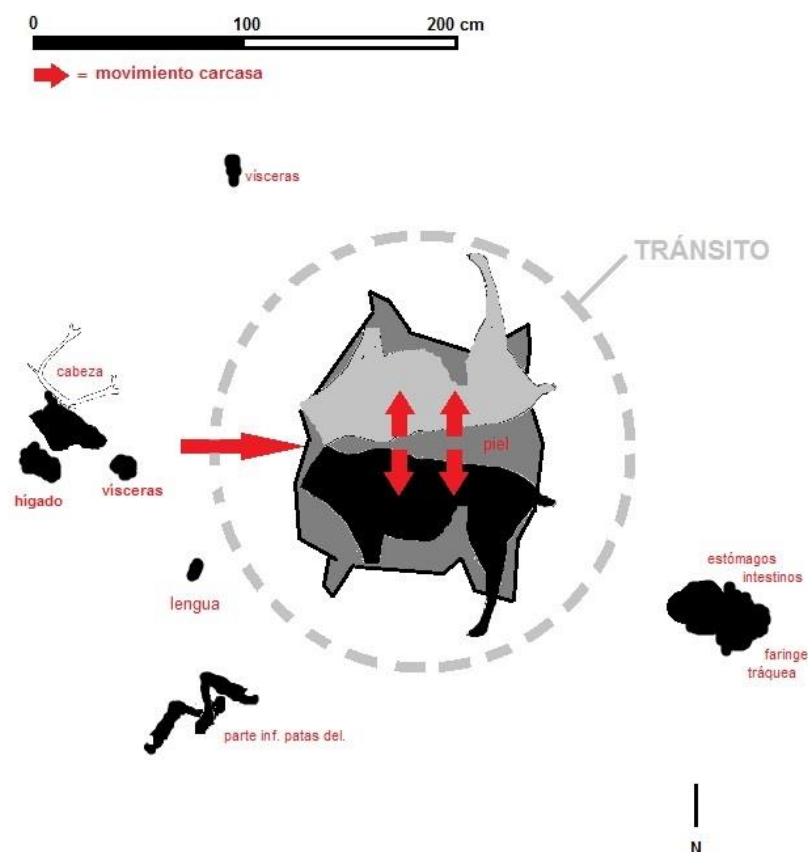 0 100 200 cm
= movimiento carcasa
vísceras
TRÁNSITO
cabeza
piel
hígado
vísceras
estómagos
intestinos
lengua
faringe
tráquea
parte inf. patas del.
N